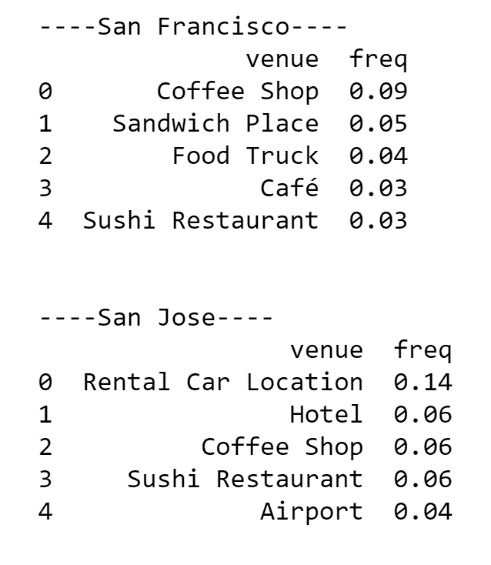 ----San Francisco----
venue freq
0 Coffee Shop 0.09
1 Sandwich Place 0.05
2 Food Truck 0.04
3 Café 0.03
4 Sushi Restaurant 0.03
----San Jose----
venue freq
0 Rental Car Location 0.14
1 Hotel 0.06
2 Coffee Shop 0.06
3 Sushi Restaurant 0.06
4 Airport 0.04